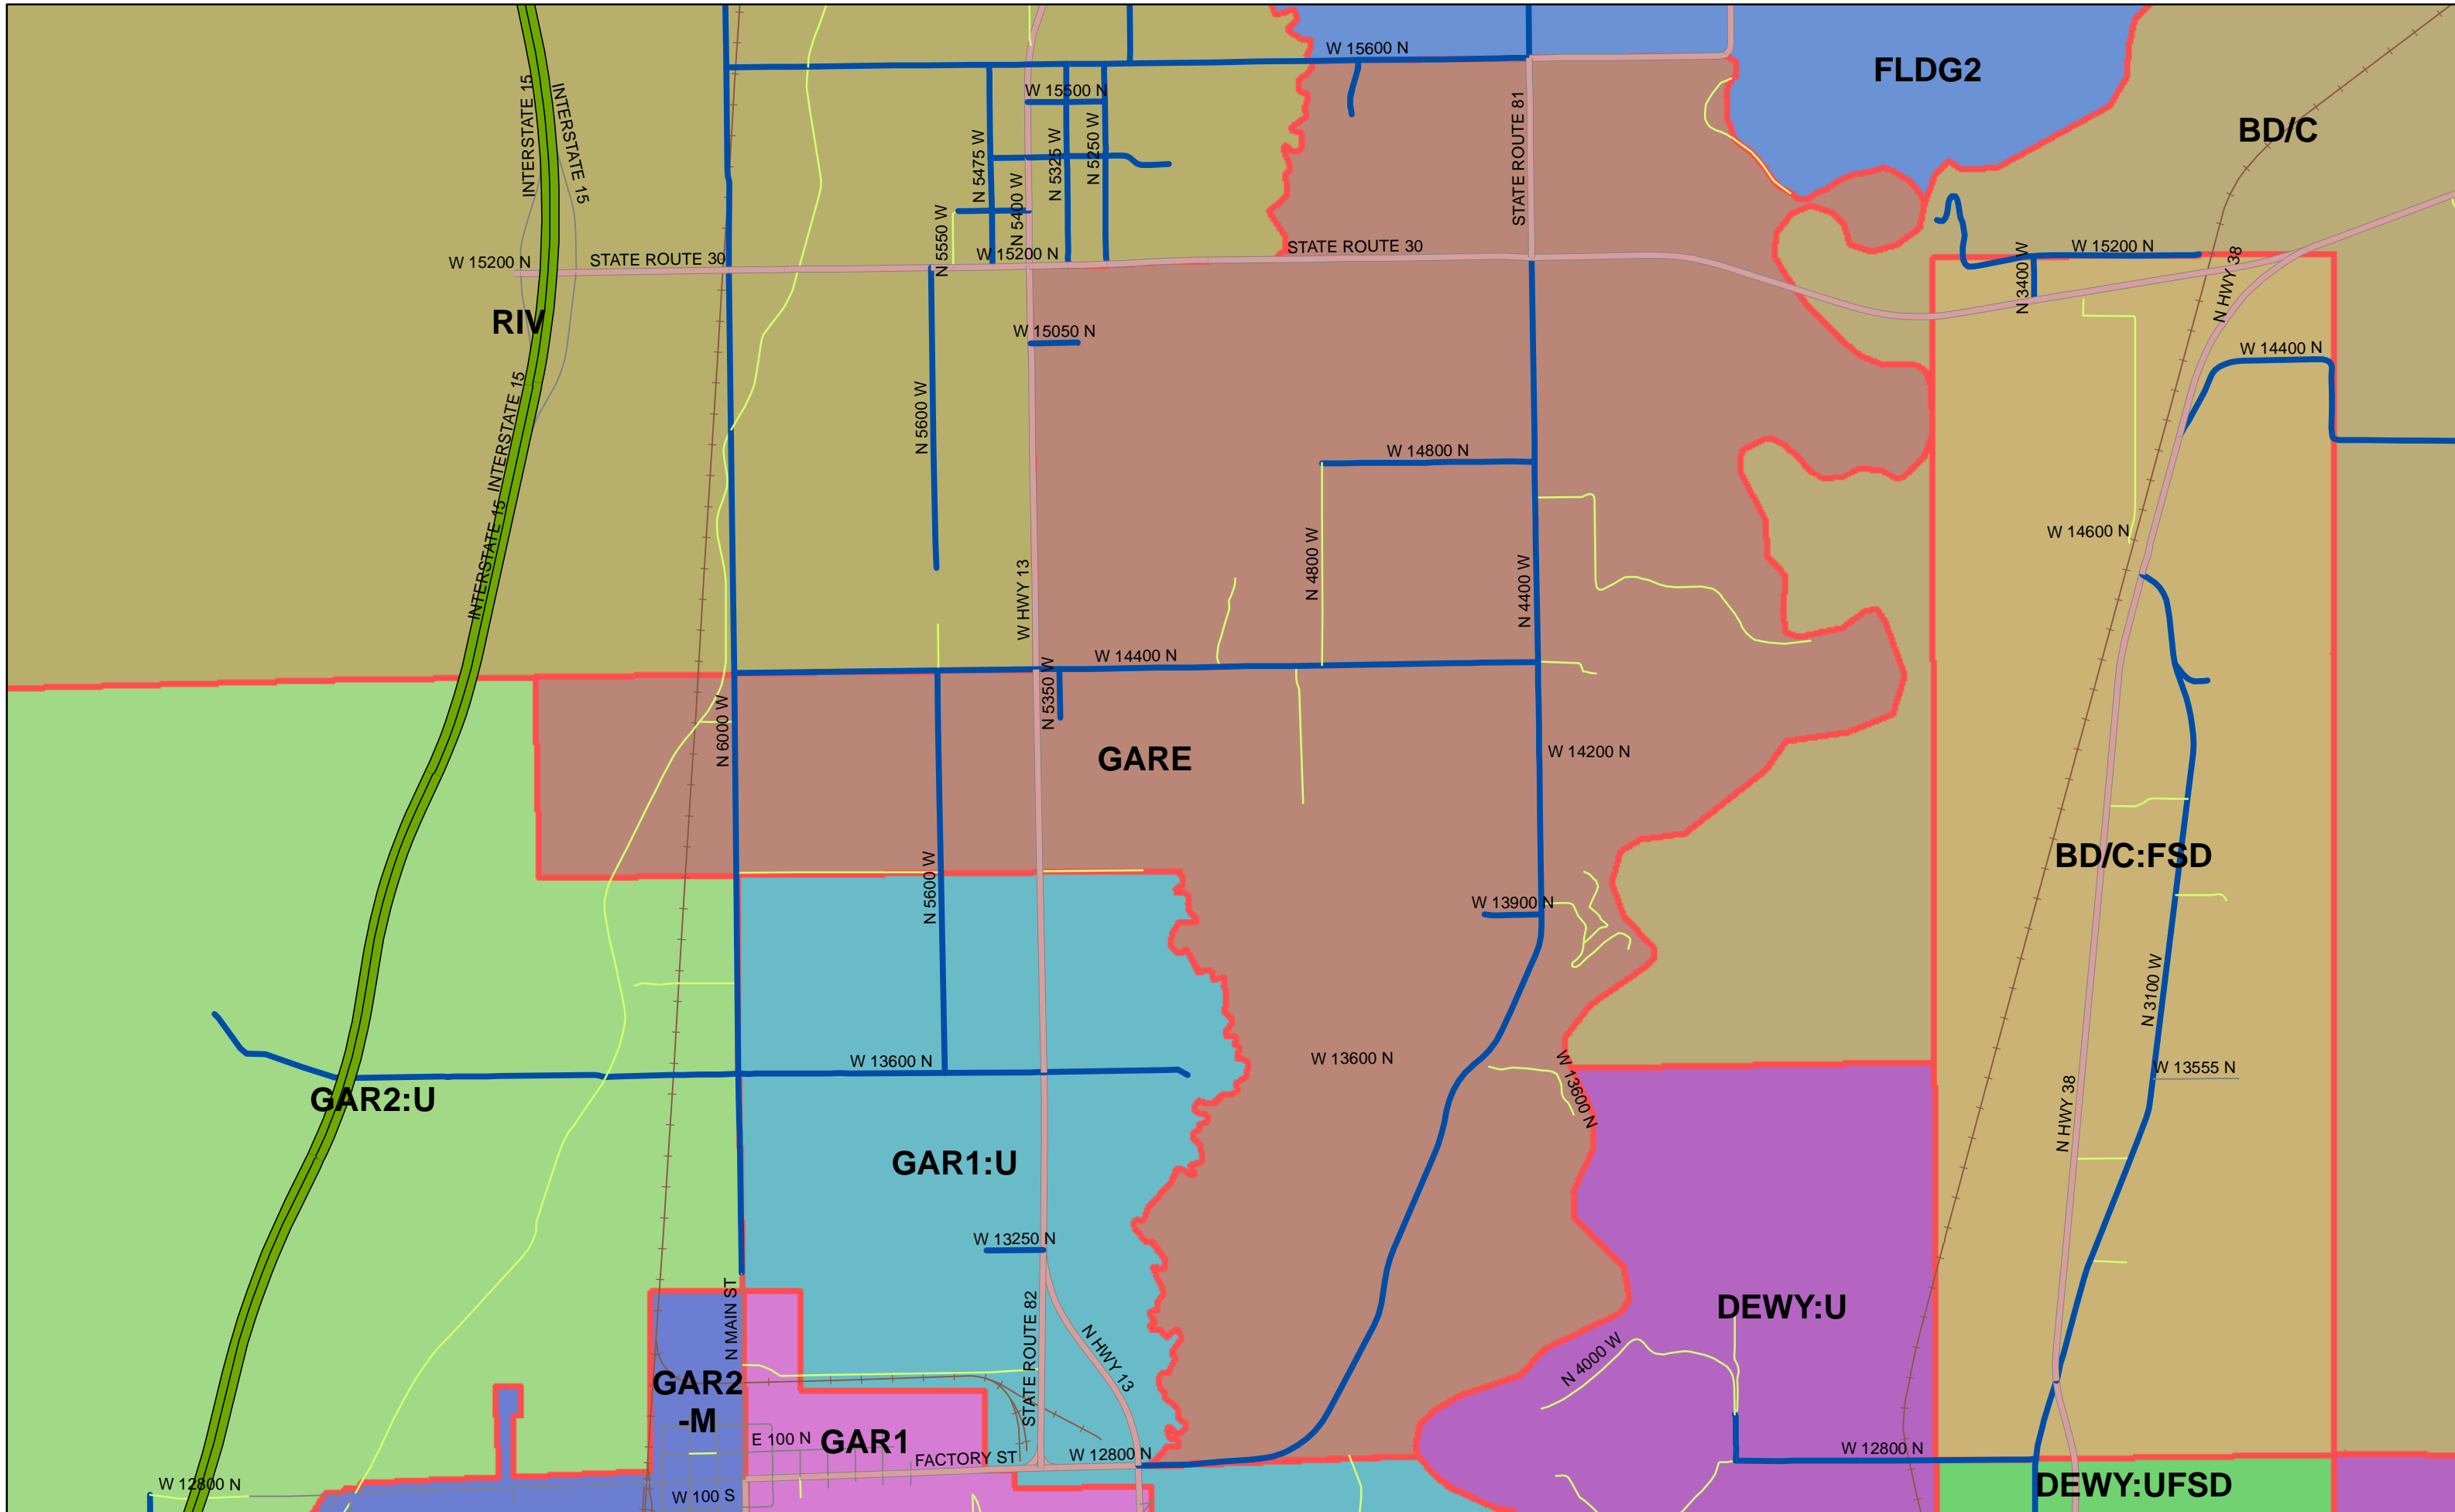 W 15600 N
FLDG2
INTERSTATE 15
INTERSTATE 15
W 15500 N
STATE ROUTE 81
BD/C
N 5475 W
N 5325 W
N 5250 W
N 5400 W
N 5550 W
W 15200 N
STATE ROUTE 30
W 15200 N
STATE ROUTE 30
W 15200 N
N 3400 W
N HWY 38
RIV
W 15050 N
W 14400 N
INTERSTATE 15
N 5600 W
W 14800 N
INTERSTATE 15
W HWY 13
N 4800 W
N 4400 W
W 14600 N
W 14400 N
N 5350 W
N 6000 W
GARE
W 14200 N
BD/C:FSD
N 5600 W
W 13900 N
N 3100 W
W 13600 N
W 13600 N
W 13600 N
W 13555 N
GAR2:U
N HWY 38
GAR1:U
W 13250 N
N MAIN ST
STATE ROUTE 82
N HWY 13
DEWY:U
N 4000 W
GAR2
-M
E 100 N
GAR1
FACTORY ST
W 12800 N
W 12800 N
W 12800 N
W 100 S
DEWY:UFSD